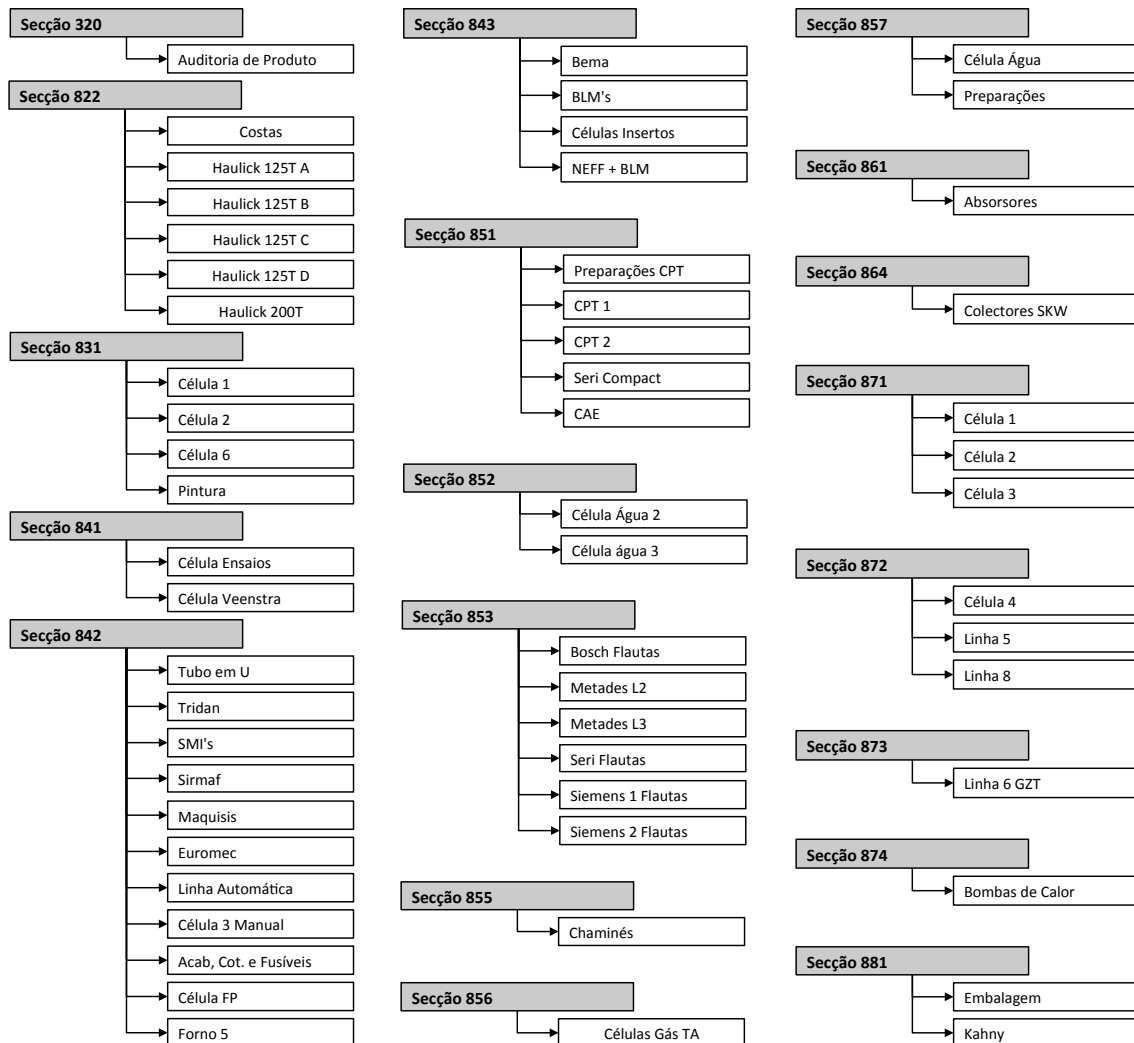 Secção 320
Auditoria de Produto
Secção 822
Costas
Haulick 125T A
Haulick 125T B
Haulick 125T C
Haulick 125T D
Haulick 200T
Secção 831
Célula 1
Célula 2
Célula 6
Pintura
Secção 841
Célula Ensaios
Célula Veenstra
Secção 842
Tubo em U
Tridan
SMI's
Sirmaf
Maquisis
Euromec
Linha Automática
Célula 3 Manual
Acab, Cot. e Fusíveis
Célula FP
Forno 5
Secção 843
Bema
BLM's
Células Insertos
NEFF + BLM
Secção 851
Preparações CPT
CPT 1
CPT 2
Seri Compact
CAE
Secção 852
Célula Água 2
Célula água 3
Secção 853
Bosch Flautas
Metades L2
Metades L3
Seri Flautas
Siemens 1 Flautas
Siemens 2 Flautas
Secção 855
Chaminés
Secção 856
Células Gás TA
Secção 857
Célula Água
Preparações
Secção 861
Absorsores
Secção 864
Colectores SKW
Secção 871
Célula 1
Célula 2
Célula 3
Secção 872
Célula 4
Linha 5
Linha 8
Secção 873
Linha 6 GZT
Secção 874
Bombas de Calor
Secção 881
Embalagem
Kahny